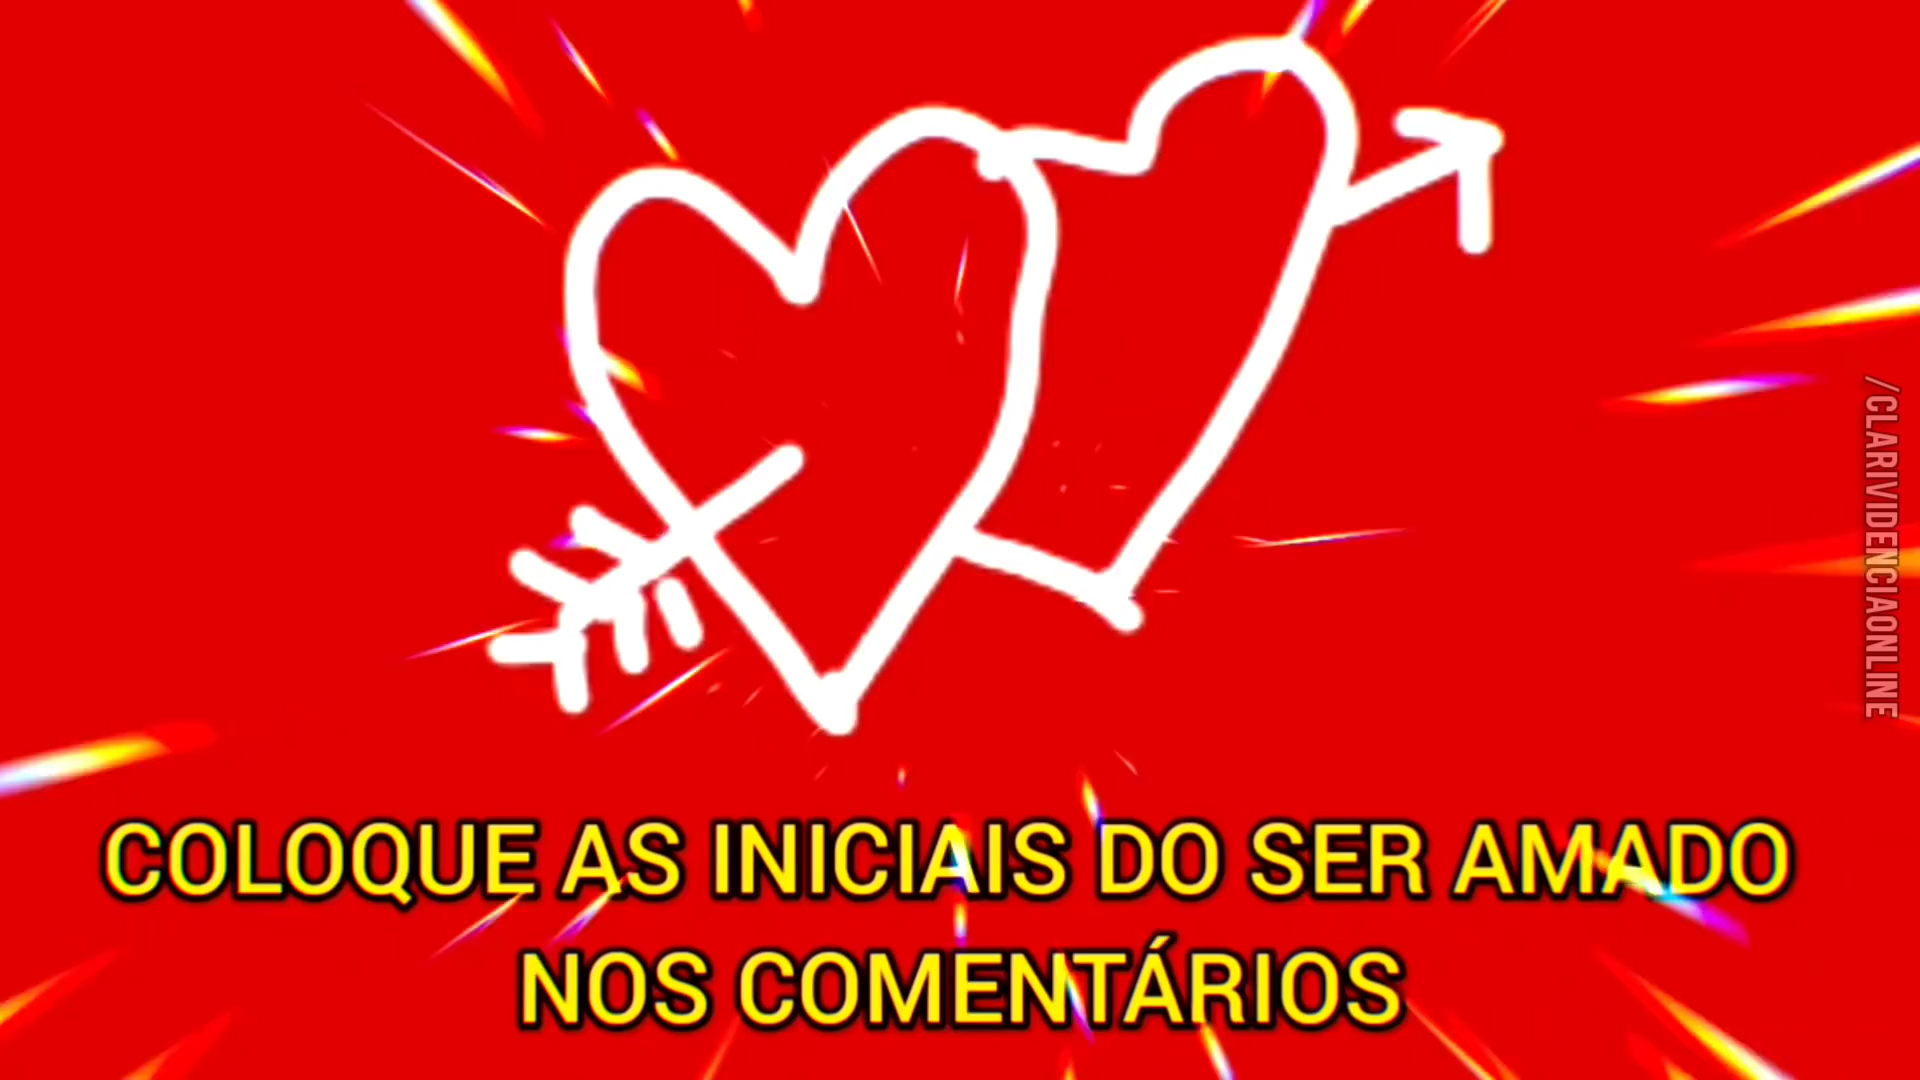 COLOQUE AS INICIAIS DO SER AMADO
NOS COMENTÁRIOS
/CLARIVIDENCIAONLINE